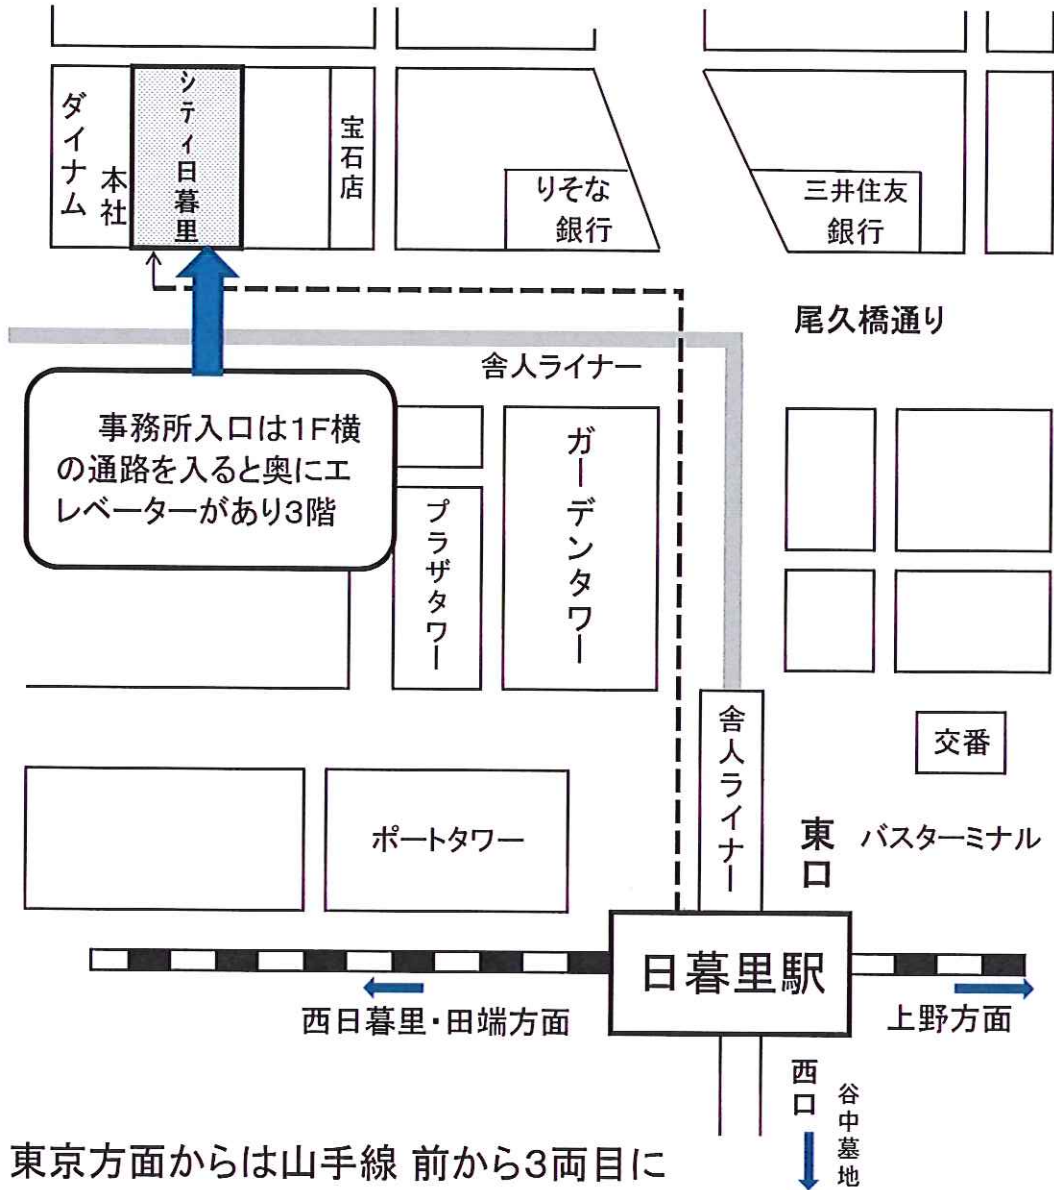 ダイナム
本社
シティ日暮里
宝石店
りそな
銀行
三井住友
銀行
尾久橋通り
舎人ライナー
事務所入口は1F横
の通路を入ると奥にエ
レベーターがあり3階
プラザタワー
ガーデンタワー
舎人ライナー
交番
ポートタワー
東口
バスターミナル
日暮里駅
西日暮里・田端方面
上野方面
西口
谷中墓地
東京方面からは山手線 前から3両目に